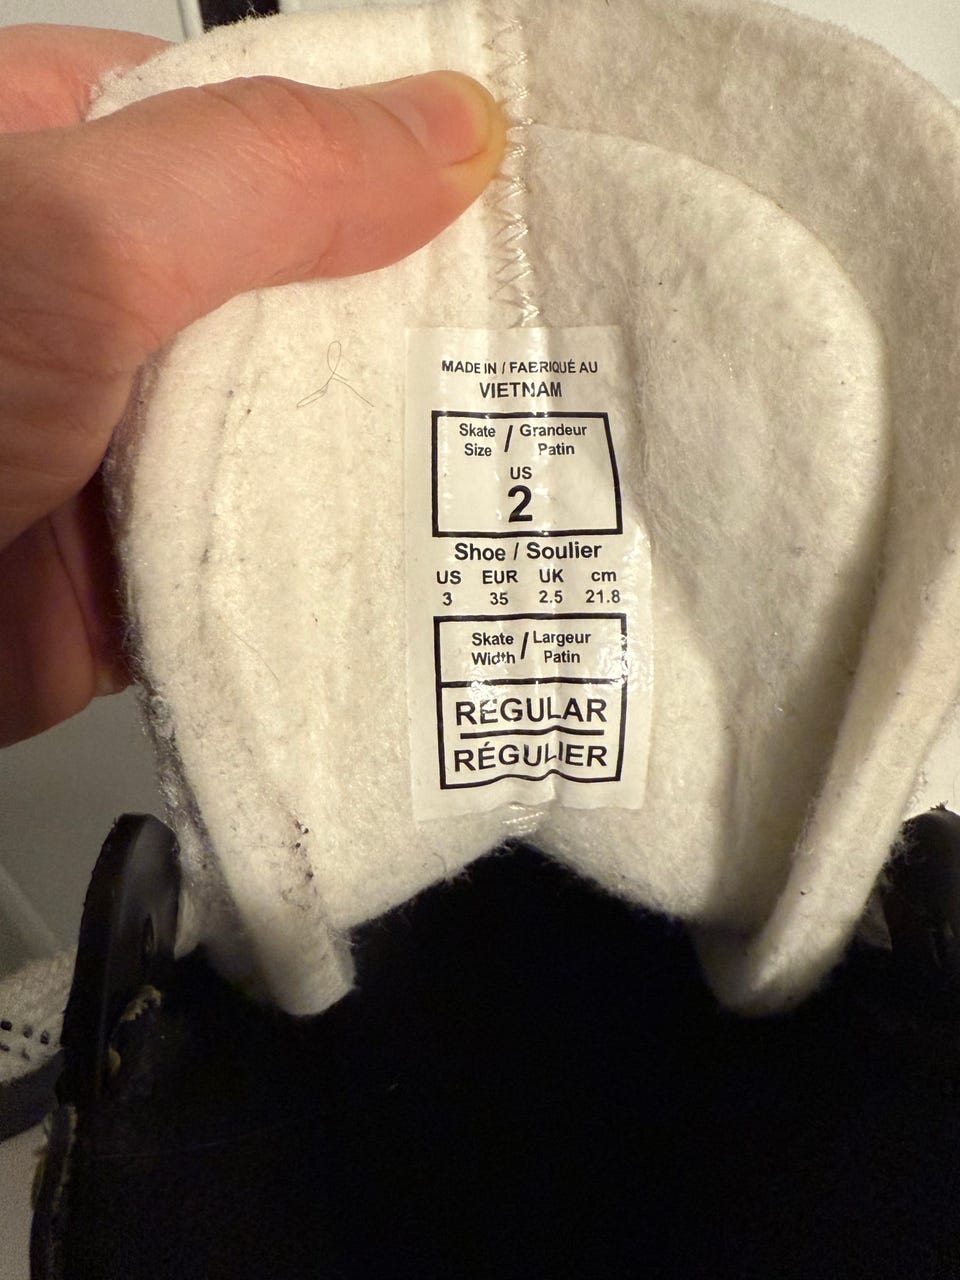 MADE IN / FABRIQUÉ AU
VIETNAM
Skate Size / Grandeur Patin
US
2
Shoe / Soulier
US EUR UK cm
3 35 2.5 21.8
Skate Width / Largeur Patin
REGULAR
RÉGULIER